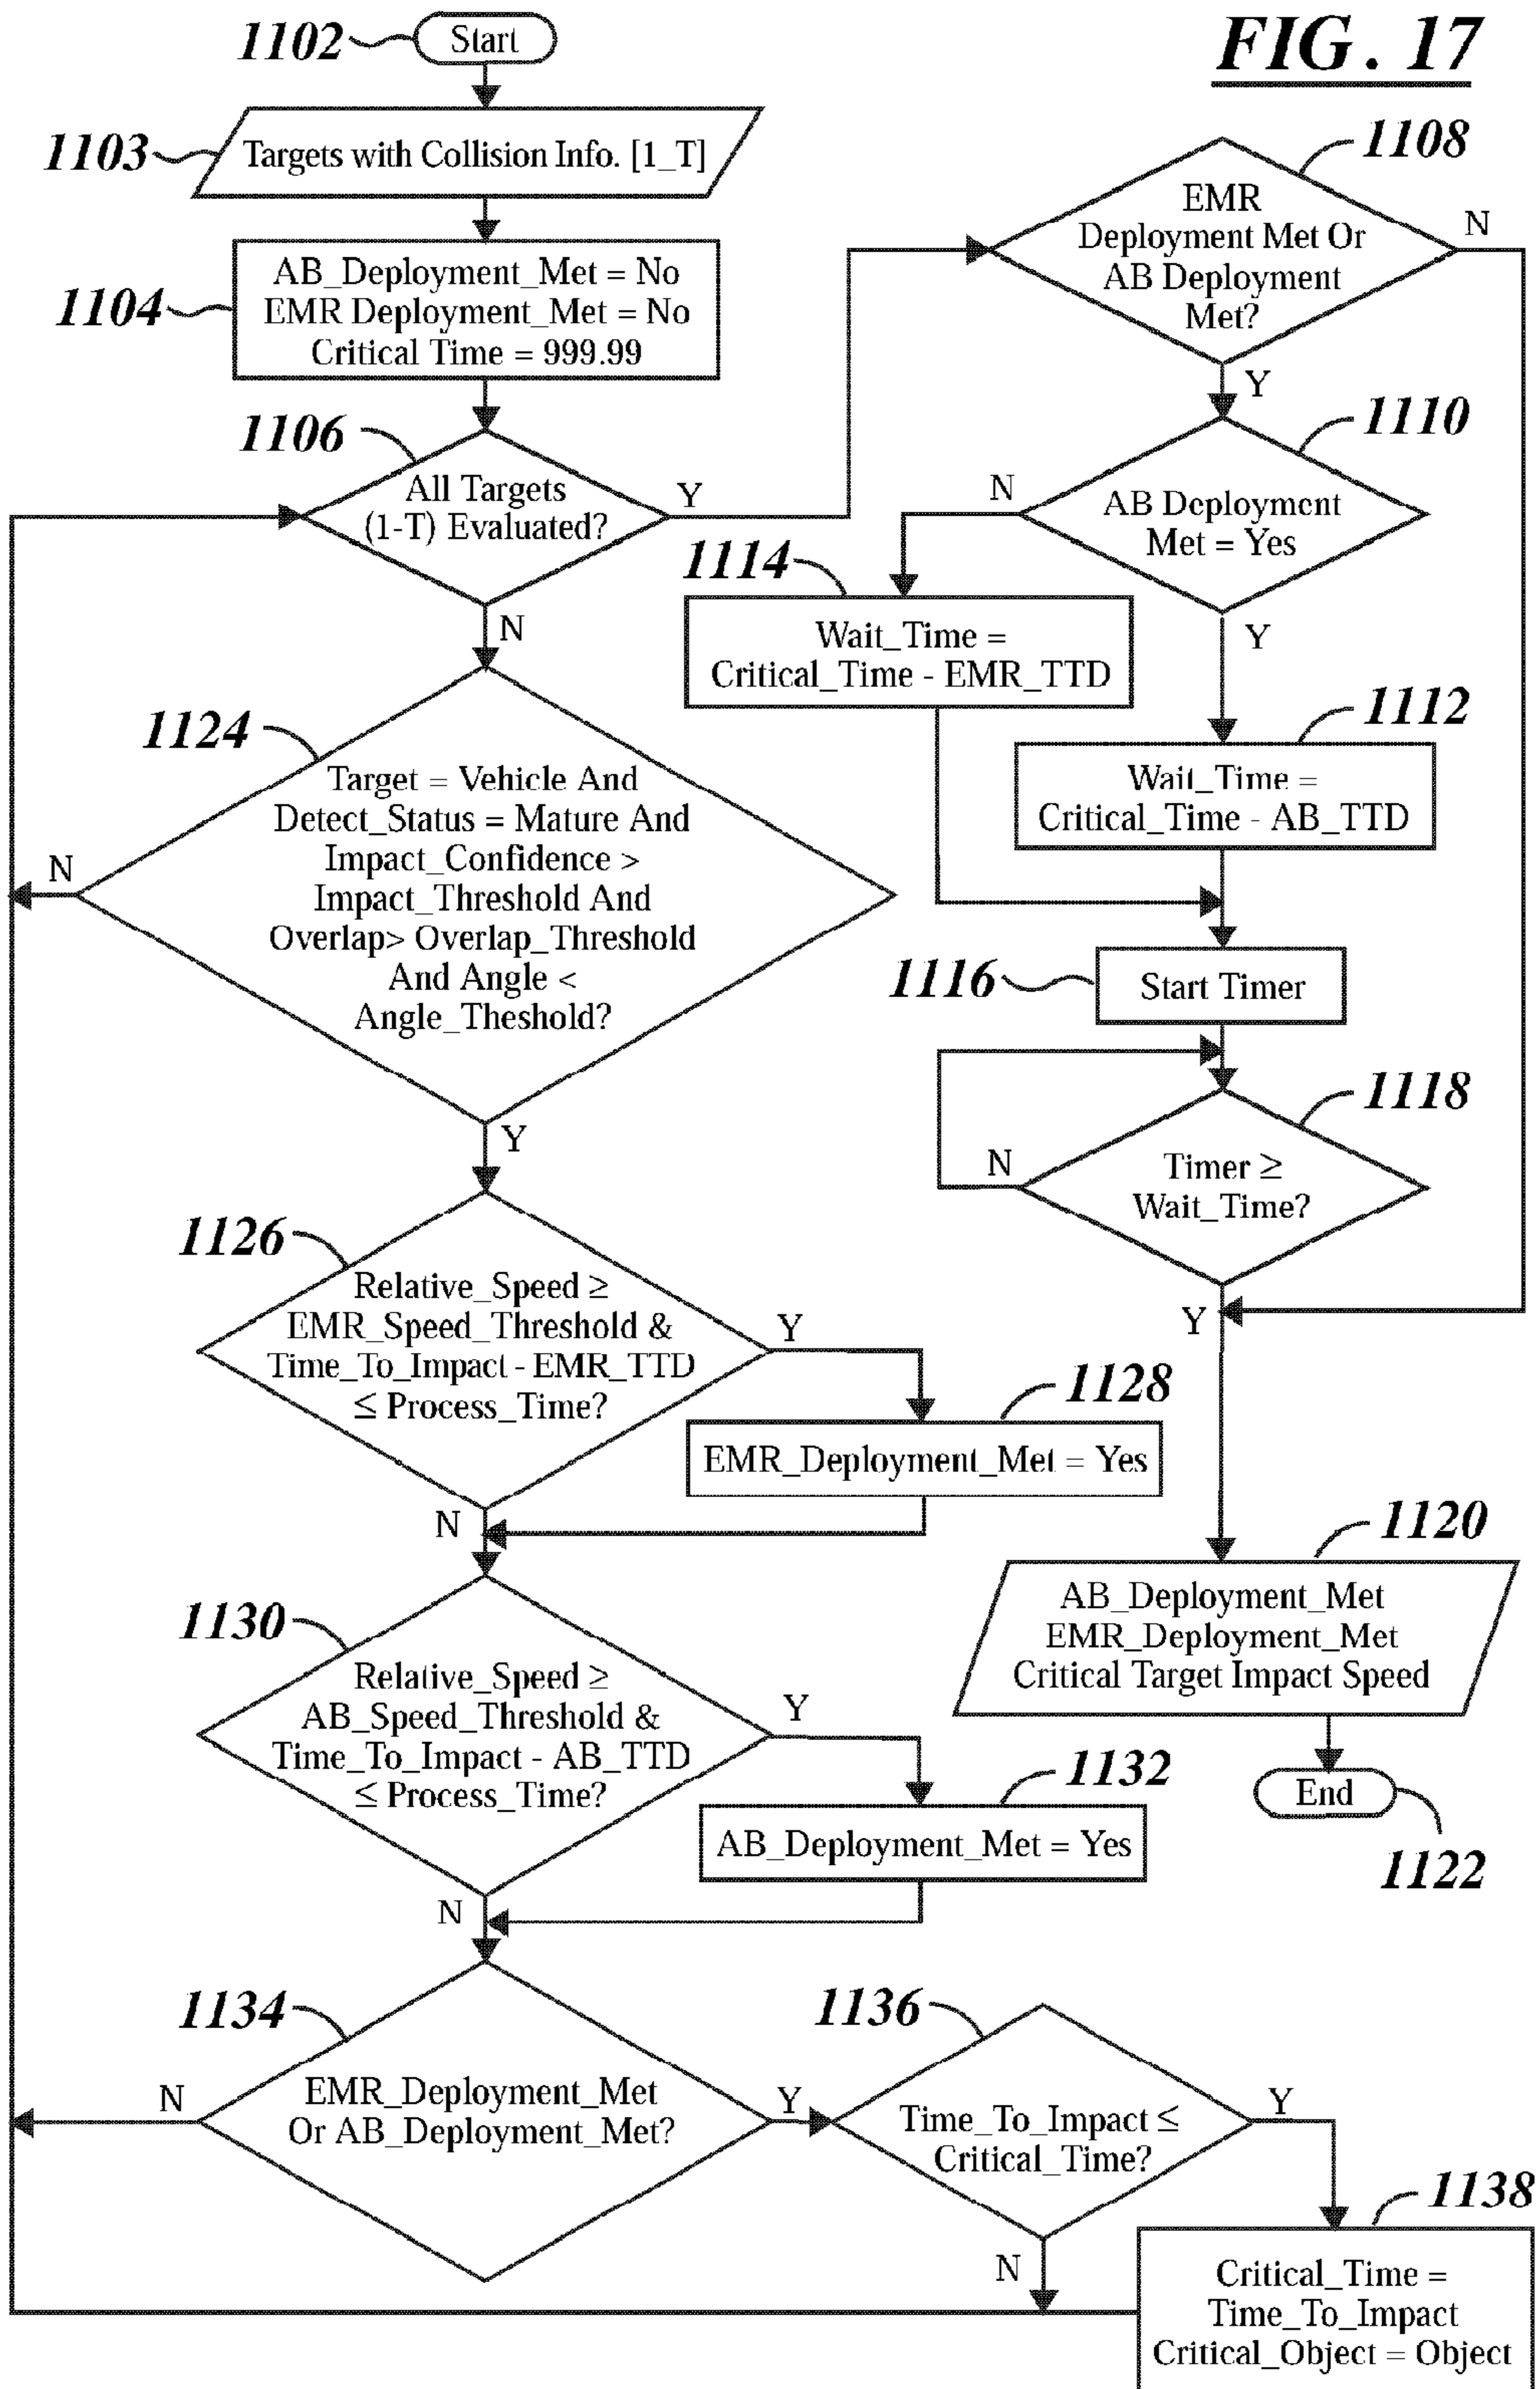 FIG. 17
1102
Start
1103
Targets with Collision Info. [1_T]
1104
AB_Deployment_Met = No
EMR Deployment_Met = No
Critical Time = 999.99
1106
All Targets
(1-T) Evaluated?
Y
N
1124
Target = Vehicle And
Detect_Status = Mature And
Impact_Confidence >
Impact_Threshold And
Overlap> Overlap_Threshold
And Angle <
Angle_Theshold?
N
Y
1126
Relative_Speed ≥
EMR_Speed_Threshold &
Time_To_Impact - EMR_TTD
≤ Process_Time?
Y
1128
EMR_Deployment_Met = Yes
N
1130
Relative_Speed ≥
AB_Speed_Threshold &
Time_To_Impact - AB_TTD
≤ Process_Time?
Y
1132
AB_Deployment_Met = Yes
N
1134
EMR_Deployment_Met
Or AB_Deployment_Met?
N
Y
1136
Time_To_Impact ≤
Critical_Time?
Y
N
1138
Critical_Time =
Time_To_Impact
Critical_Object = Object
1108
EMR
Deployment Met Or
AB Deployment
Met?
N
Y
1110
AB Deployment
Met = Yes
N
Y
1114
Wait_Time =
Critical_Time - EMR_TTD
1112
Wait_Time =
Critical_Time - AB_TTD
1116
Start Timer
1118
Timer ≥
Wait_Time?
N
Y
1120
AB_Deployment_Met
EMR_Deployment_Met
Critical Target Impact Speed
End
1122